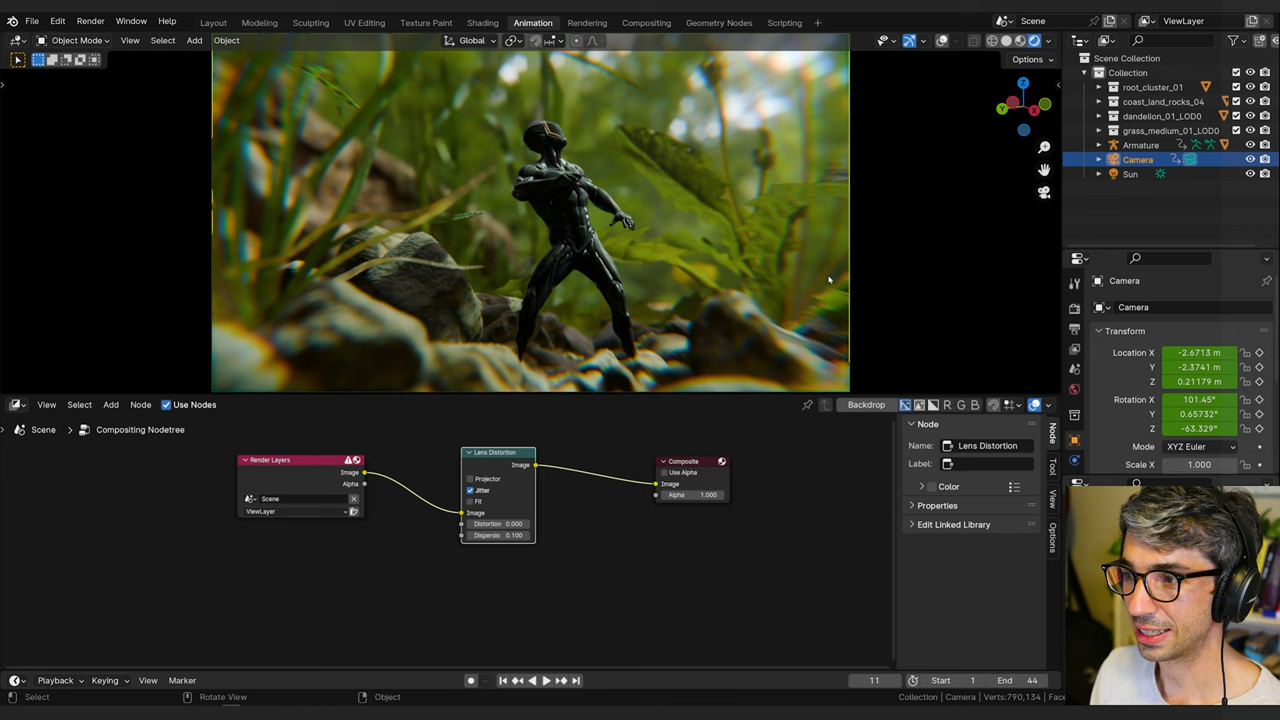 File Edit Render Window Help Layout Modeling Sculpting UV Editing Texture Paint Shading Animation Rendering Compositing Geometry Nodes Scripting + Scene ViewLayer
Object Mode View Select Add Object Global
Options
Scene Collection
Collection
root_cluster_01
coast_land_rocks_04
dandelion_01_LOD0
grass_medium_01_LOD0
Armature
Camera
Sun
Z
Y
X
Camera
Camera
Transform
Location X -2.6713 m
Y -2.3741 m
Z 0.21179 m
Rotation X 101.45°
Y 0.65732°
Z -63.329°
Mode XYZ Euler
Scale X 1.000
View Select Add Node Use Nodes Backdrop R G B
Scene > Compositing Nodetree
Render Layers
Image
Alpha
Scene
ViewLayer
Lens Distortion
Image
Projector
Jitter
Fit
Image
Distortion 0.000
Dispersio 0.100
Composite
Use Alpha
Image
Alpha 1.000
Node
Name: Lens Distortion
Label:
Color
Properties
Edit Linked Library
Node
Tool
View
Options
Playback Keying View Marker 11 Start 1 End 44
Select Rotate View Object Collection | Camera | Verts:790,134 | Face